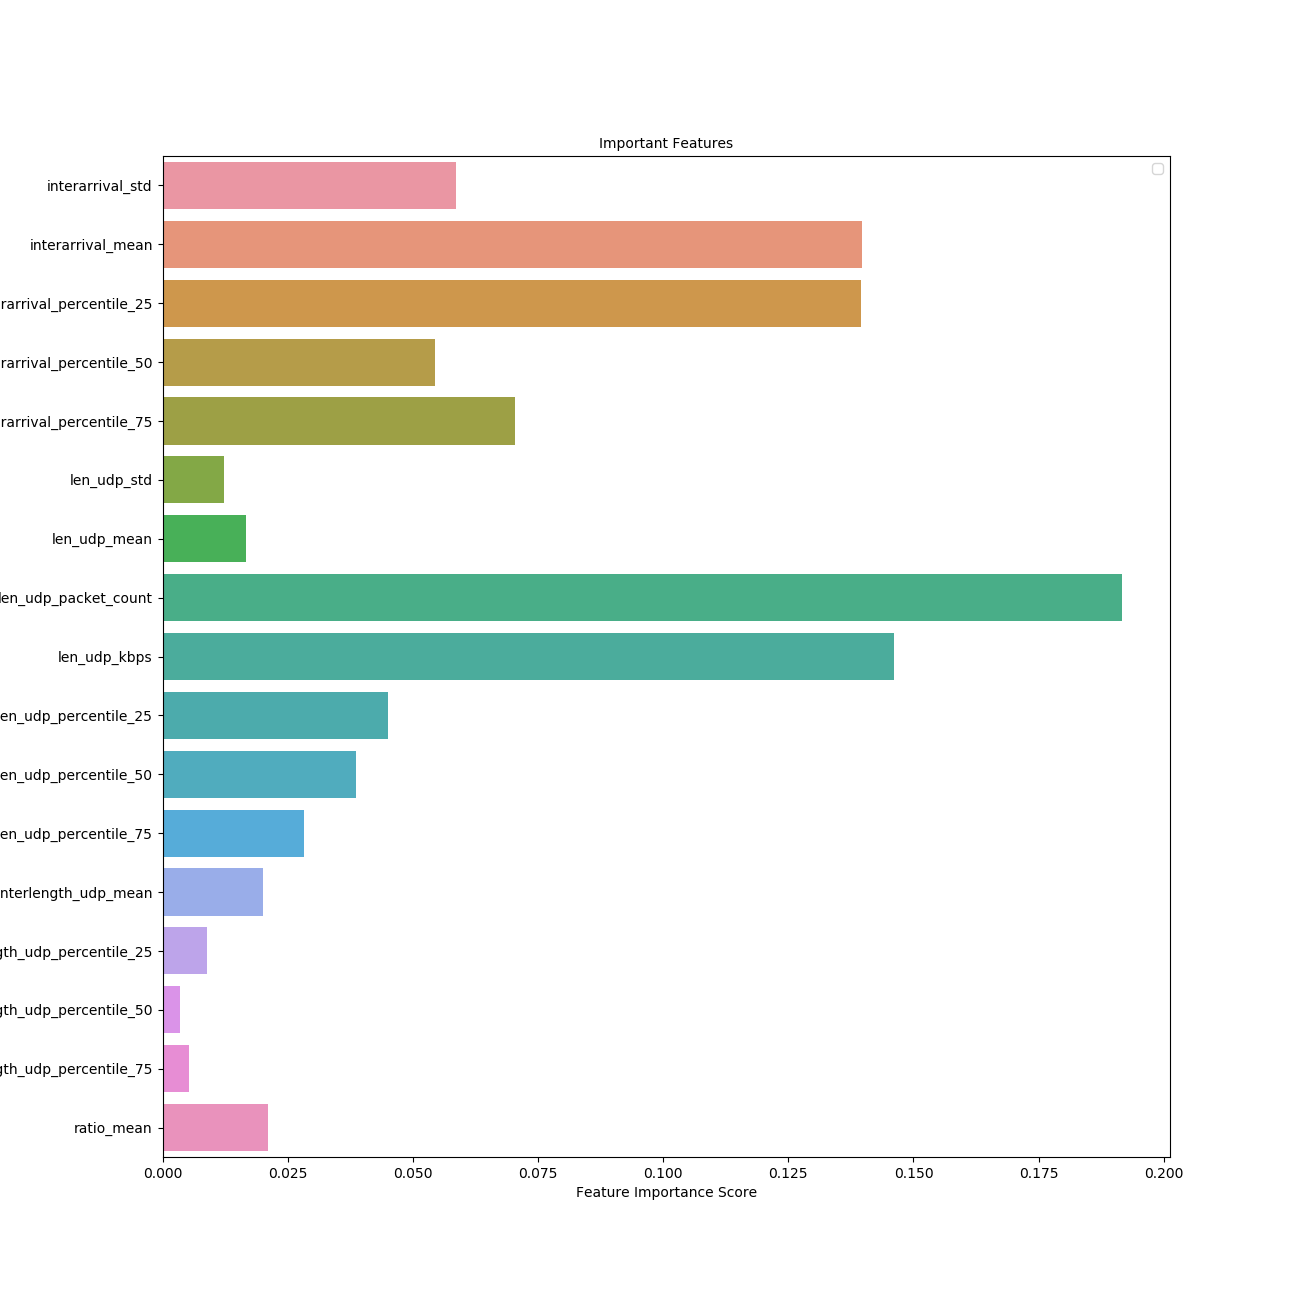 Important Features
interarrival_std
interarrival_mean
rarrival_percentile_25
rarrival_percentile_50
rarrival_percentile_75
len_udp_std
len_udp_mean
len_udp_packet_count
len_udp_kbps
en_udp_percentile_25
en_udp_percentile_50
en_udp_percentile_75
nterlength_udp_mean
gth_udp_percentile_25
gth_udp_percentile_50
gth_udp_percentile_75
ratio_mean
0.000 0.025 0.050 0.075 0.100 0.125 0.150 0.175 0.200
Feature Importance Score